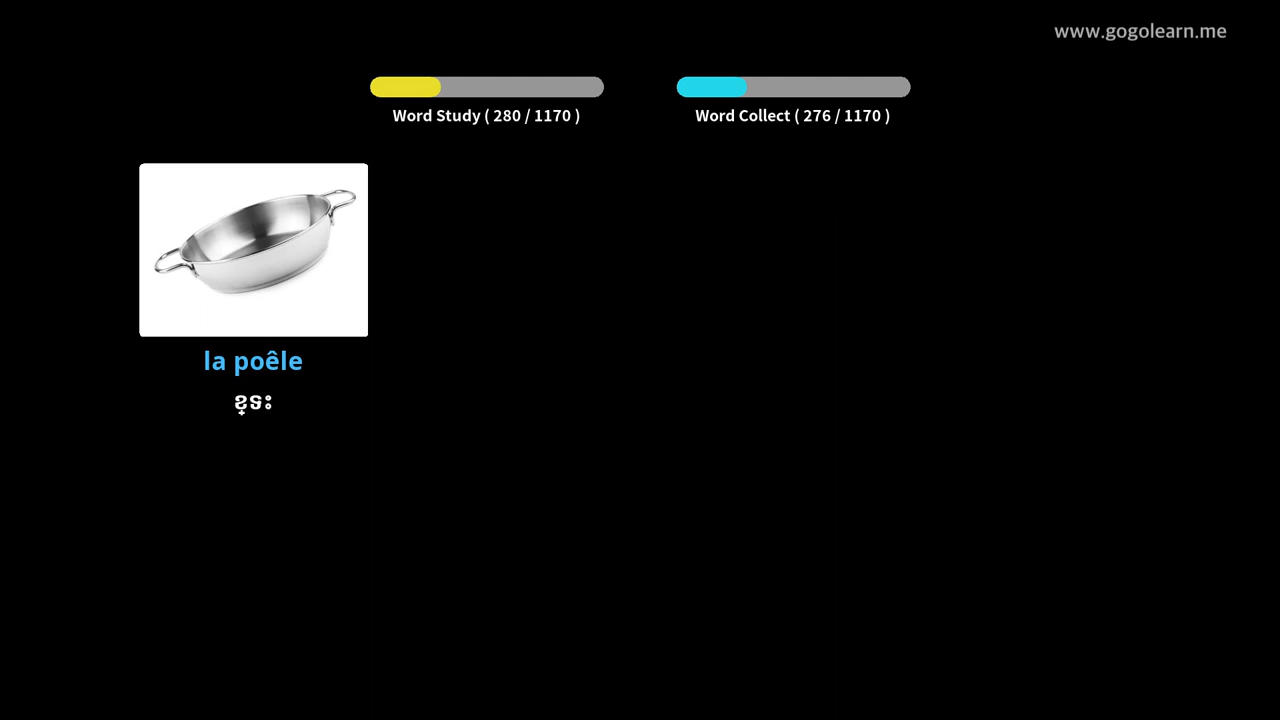 www.gogolearn.me
Word Study ( 280 / 1170 )
Word Collect ( 276 / 1170 )
la poêle
ខ្ទះ